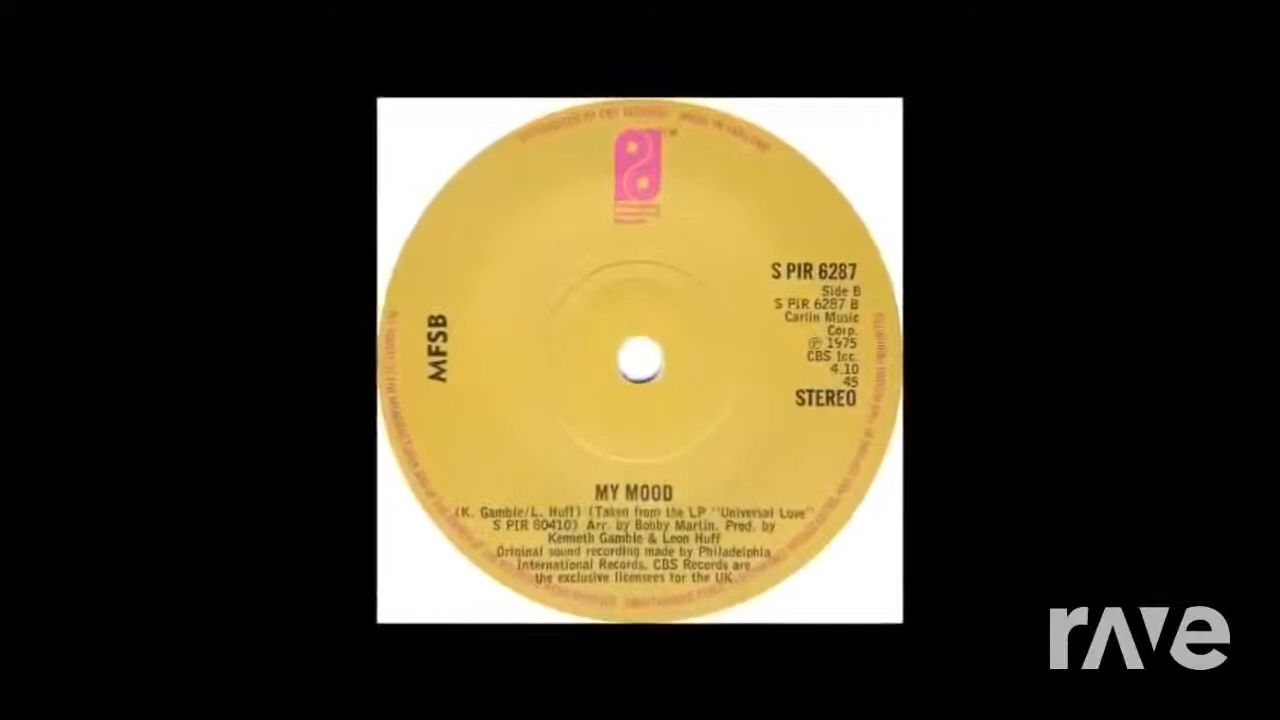 S PIR 6287
Side B
S PIR 6287 B
Carlin Music
Corp.
℗ 1975
CBS Inc.
4.10
45
STEREO
MFSB
MY MOOD
(K. Gamble/L. Huff) (Taken from the LP "Universal Love"
S PIR 80410) Arr. by Bobby Martin. Prod. by
Kenneth Gamble & Leon Huff
Original sound recording made by Philadelphia
International Records. CBS Records are
the exclusive licensees for the UK
rave